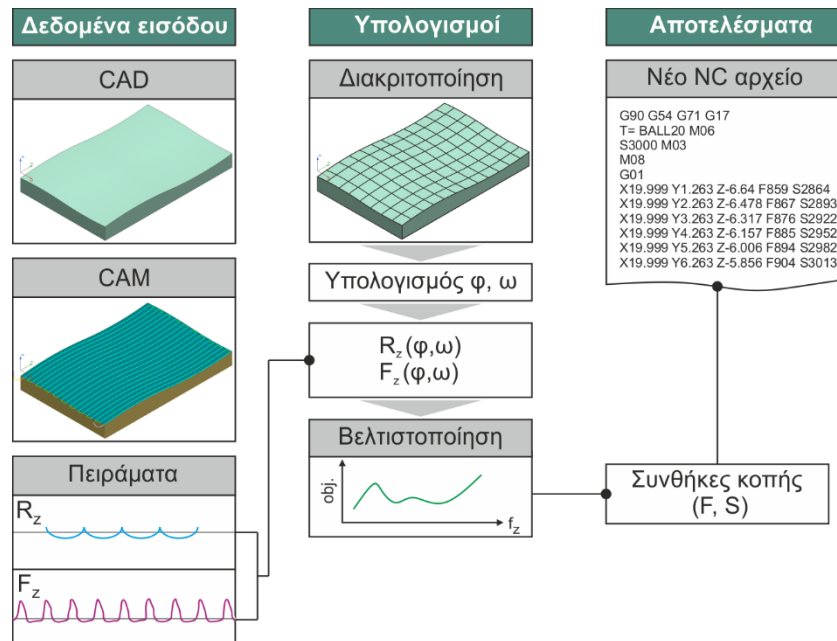 Δεδομένα εισόδου
CAD
CAM
Πειράματα
Rz
Fz
Υπολογισμοί
Διακριτοποίηση
Υπολογισμός φ, ω
Rz(φ,ω)
Fz(φ,ω)
Βελτιστοποίηση
obj.
fz
Αποτελέσματα
Νέο NC αρχείο
G90 G54 G71 G17
T= BALL20 M06
S3000 M03
M08
G01
X19.999 Y1.263 Z-6.64 F859 S2864
X19.999 Y2.263 Z-6.478 F867 S2893
X19.999 Y3.263 Z-6.317 F876 S2922
X19.999 Y4.263 Z-6.157 F885 S2952
X19.999 Y5.263 Z-6.006 F894 S2982
X19.999 Y6.263 Z-5.856 F904 S3013
Συνθήκες κοπής
(F, S)